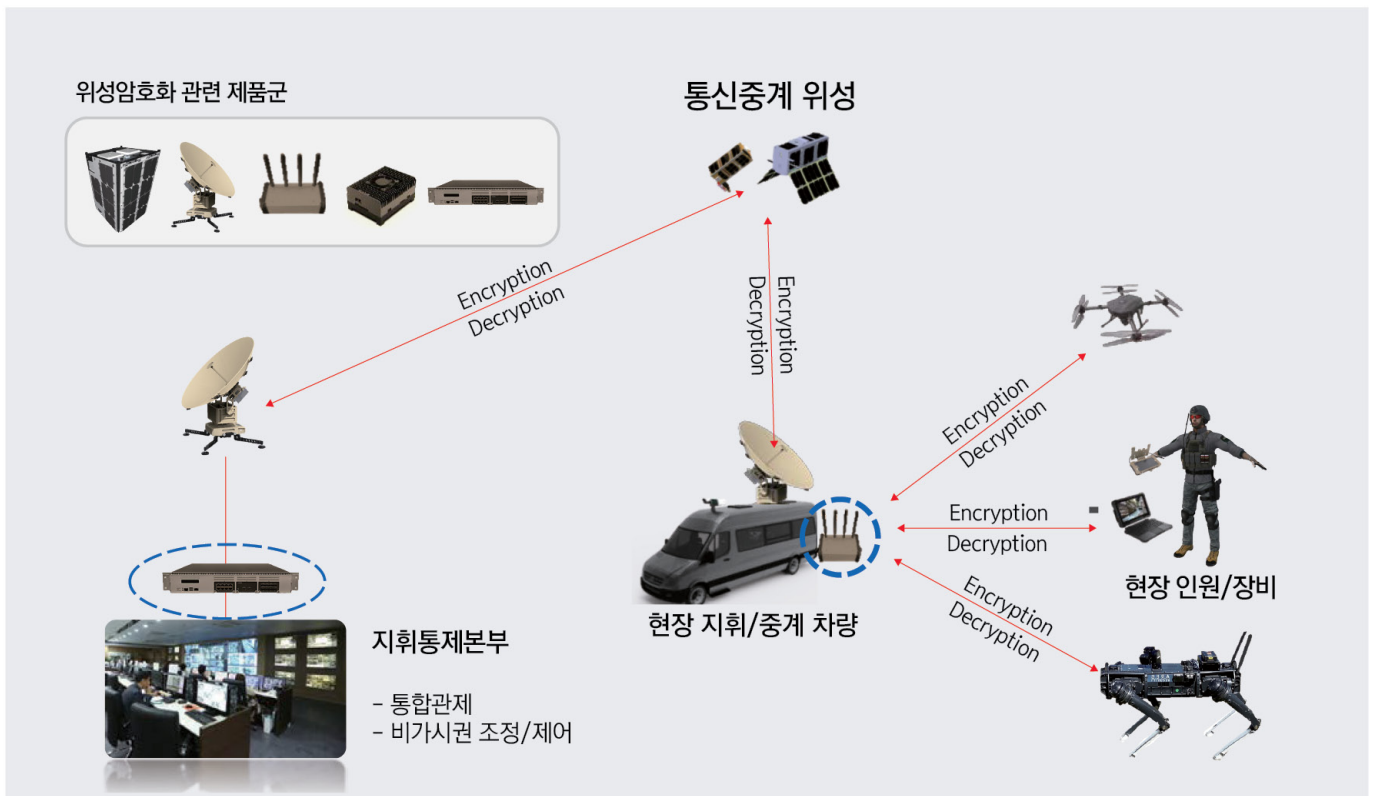 위성암호화 관련 제품군
통신중계 위성
Encryption
Decryption
Encryption
Decryption
Encryption
Decryption
Encryption
Decryption
현장 인원/장비
Encryption
Decryption
현장 지휘/중계 차량
지휘통제본부
- 통합관제
- 비가시권 조정/제어